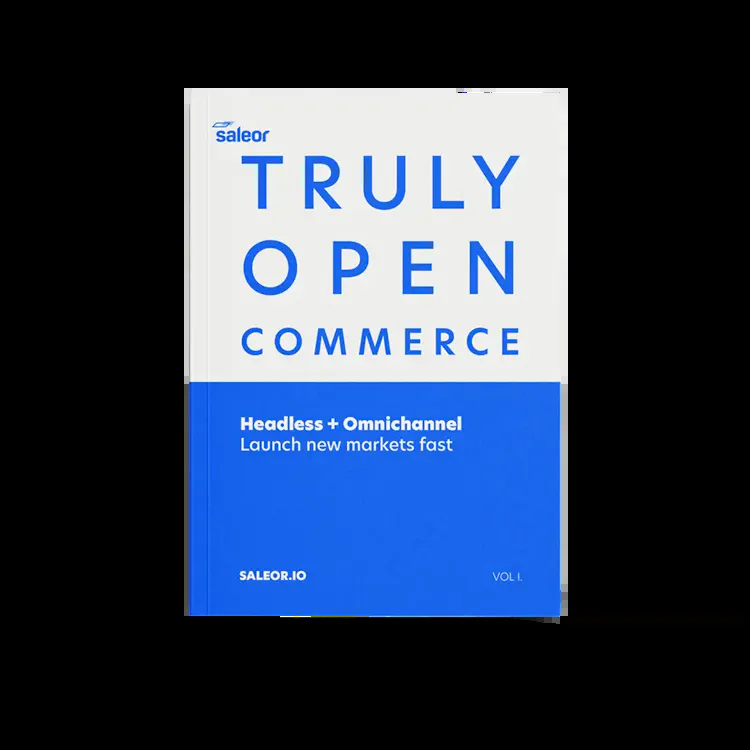 saleor
TRULY
OPEN
COMMERCE
Headless + Omnichannel
Launch new markets fast
SALEOR.IO
VOL I.